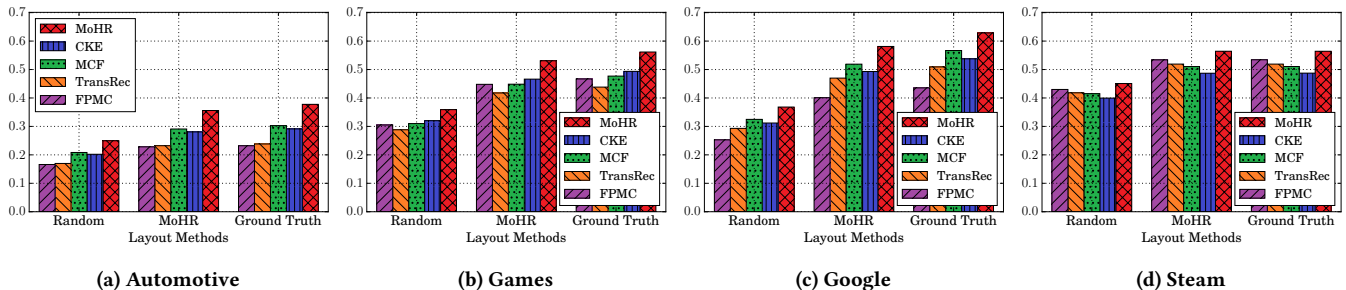 0.7
0.6
0.5
0.4
0.3
0.2
0.1
0.0
MoHR
CKE
MCF
TransRec
FPMC
Random
MoHR
Ground Truth
Layout Methods
(a) Automotive
0.7
0.6
0.5
0.4
0.3
0.2
0.1
0.0
MoHR
CKE
MCF
TransRec
FPMC
Random
MoHR
Ground Truth
Layout Methods
(b) Games
0.7
0.6
0.5
0.4
0.3
0.2
0.1
0.0
MoHR
CKE
MCF
TransRec
FPMC
Random
MoHR
Ground Truth
Layout Methods
(c) Google
0.7
0.6
0.5
0.4
0.3
0.2
0.1
0.0
MoHR
CKE
MCF
TransRec
FPMC
Random
MoHR
Ground Truth
Layout Methods
(d) Steam